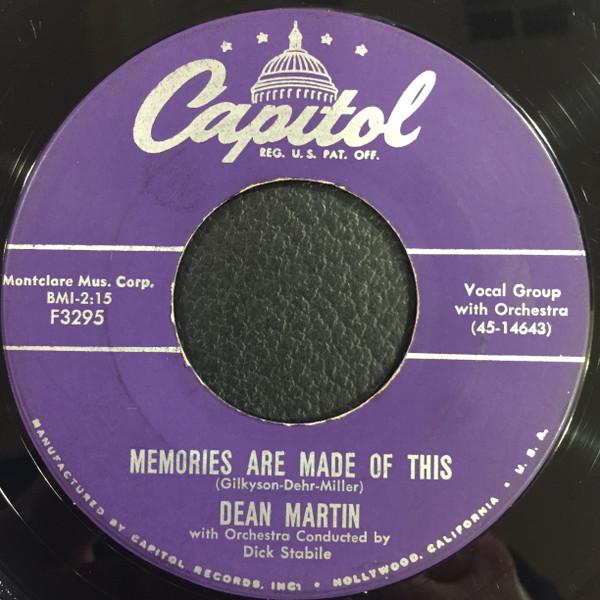 Capitol
REG. U. S. PAT. OFF.
Montclare Mus. Corp.
BMI-2:15
F3295
Vocal Group
with Orchestra
(45-14643)
MEMORIES ARE MADE OF THIS
(Gilkyson-Dehr-Miller)
DEAN MARTIN
with Orchestra Conducted by
Dick Stabile
MANUFACTURED BY CAPITOL RECORDS, INC. • HOLLYWOOD, CALIFORNIA • U. S. A.